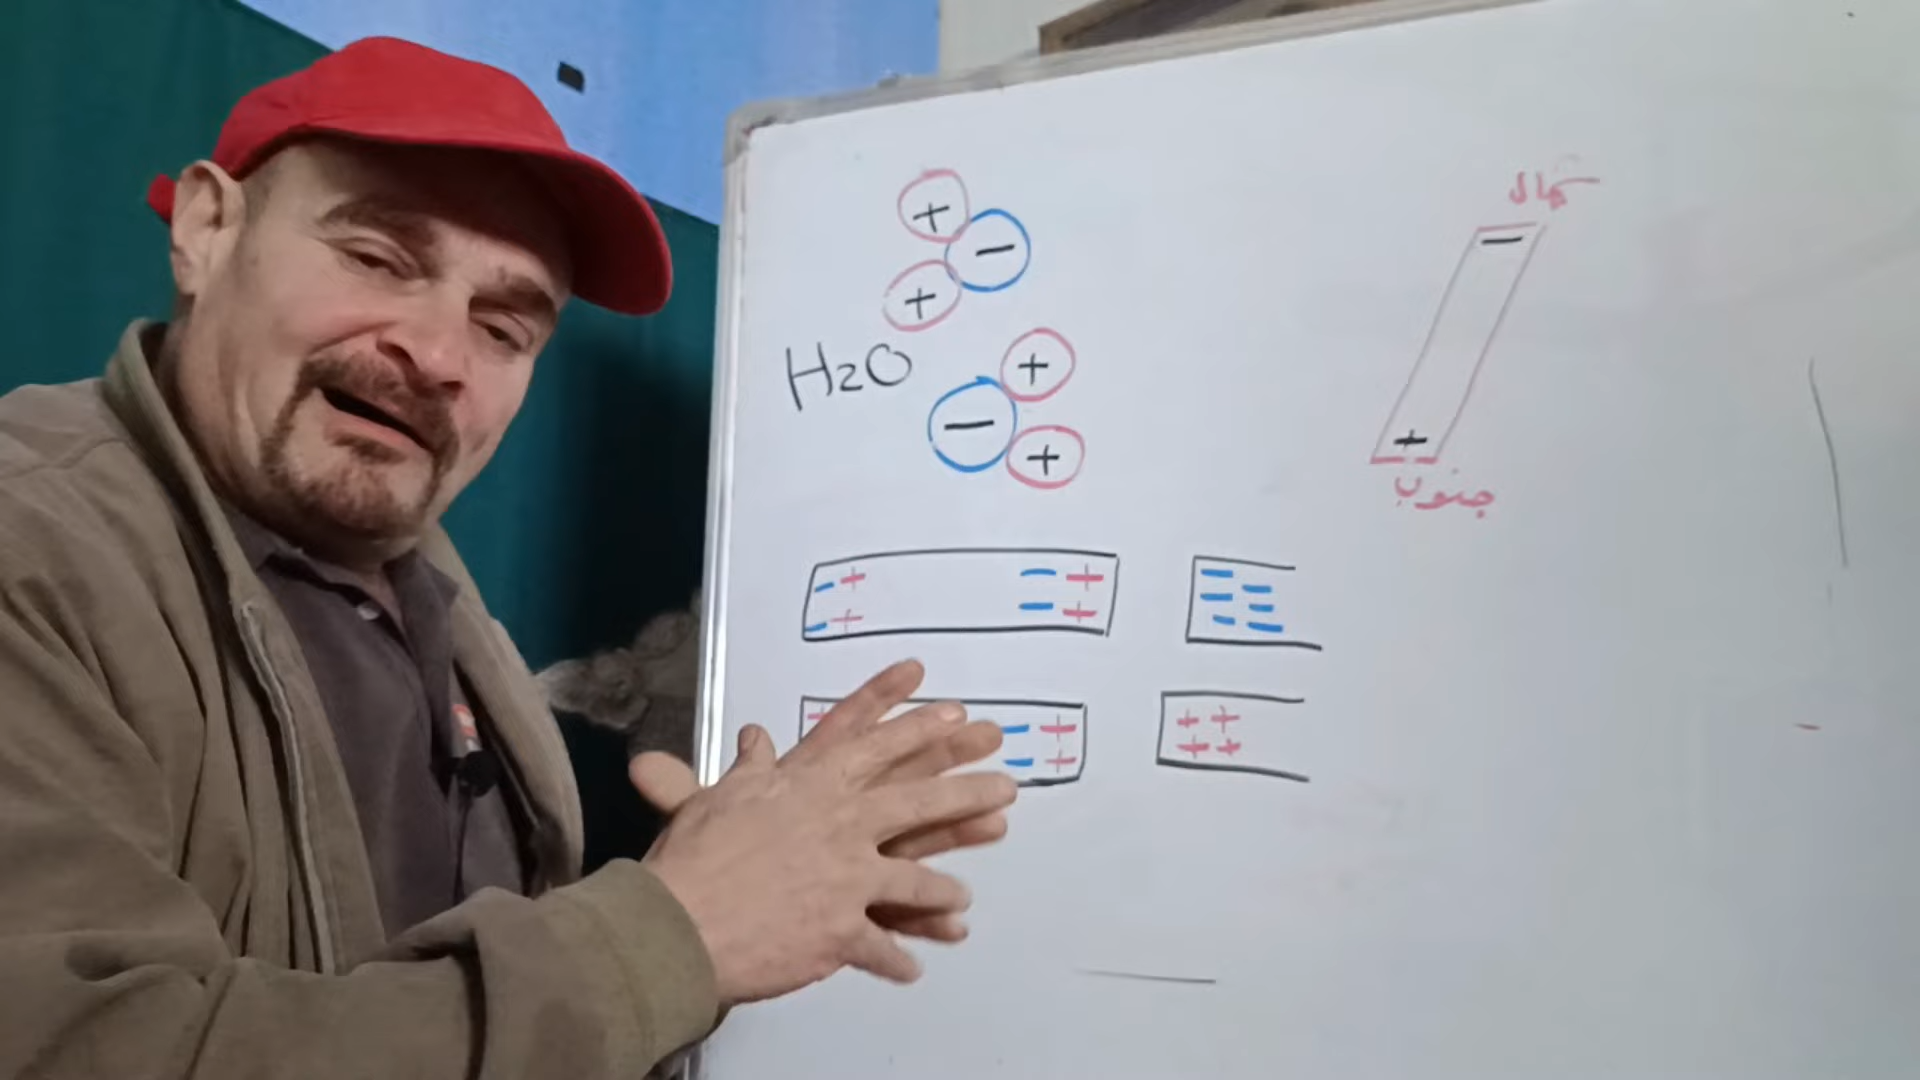 شمال
+ -
+
H2O
+
- +
-
+
جنوب
- + - +
- + - +
- -
- -
- -
+ - +
- +
+ +
+ +